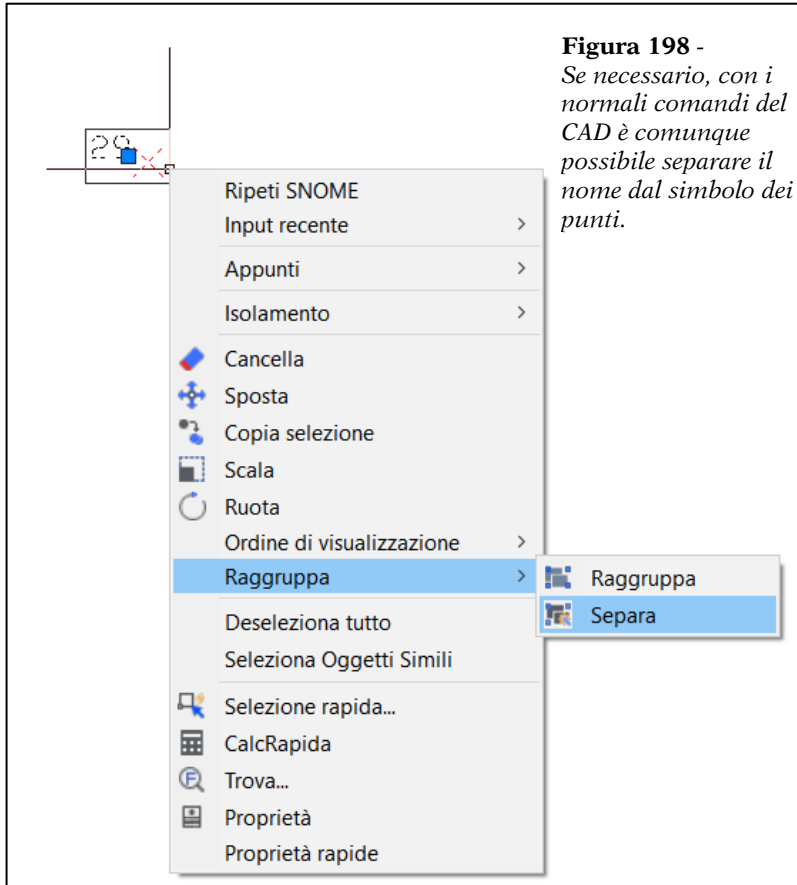 Figura 198 -
Se necessario, con i
normali comandi del
CAD è comunque
possibile separare il
nome dal simbolo dei
punti.
29
Ripeti SNOME
Input recente
Appunti
Isolamento
Cancella
Sposta
Copia selezione
Scala
Ruota
Ordine di visualizzazione
Raggruppa
Raggruppa
Separa
Deseleziona tutto
Seleziona Oggetti Simili
Selezione rapida...
CalcRapida
Trova...
Proprietà
Proprietà rapide